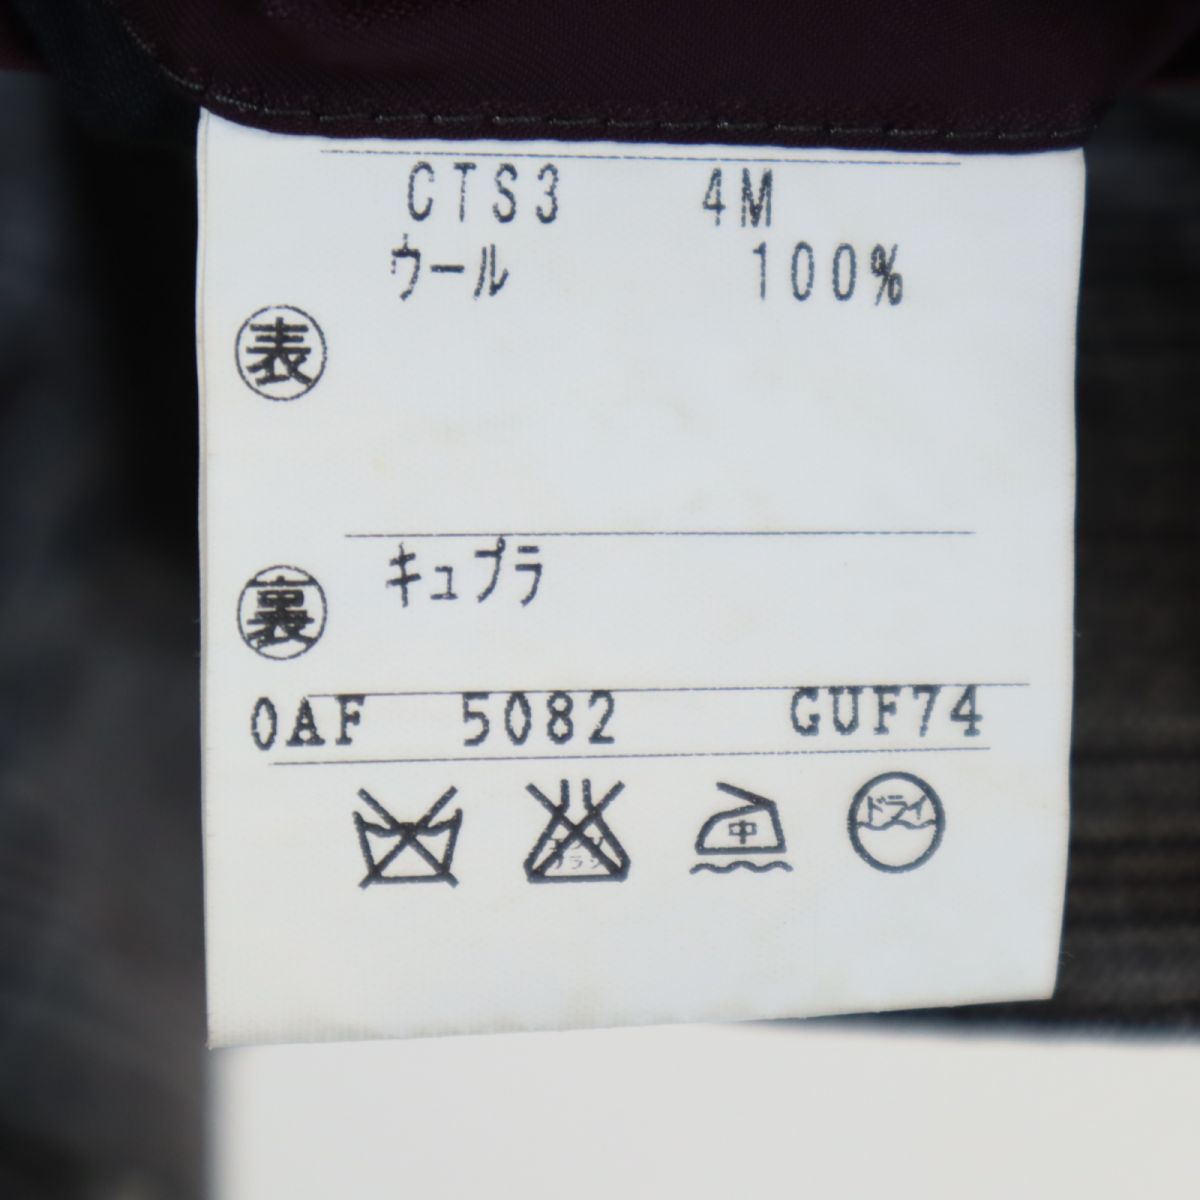 CTS3 4M
ウール 100%
表
キュプラ
裏
0AF 5082 GUF74
中 ドライ